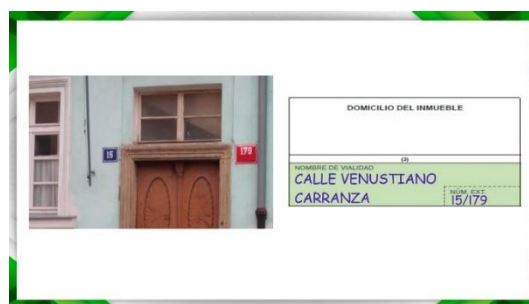 15
179
DOMICILIO DEL INMUEBLE
(3)
NOMBRE DE VIALIDAD
CALLE VENUSTIANO
CARRANZA
NÚM. EXT.
15/179